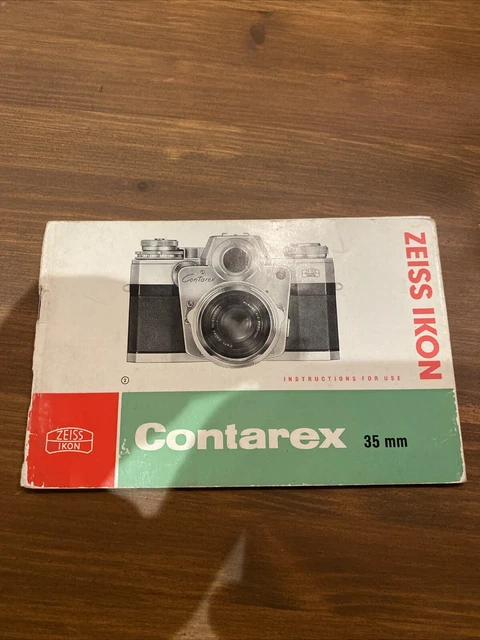 Contarex
ZEISS IKON
INSTRUCTIONS FOR USE
ZEISS
IKON
Contarex 35 mm